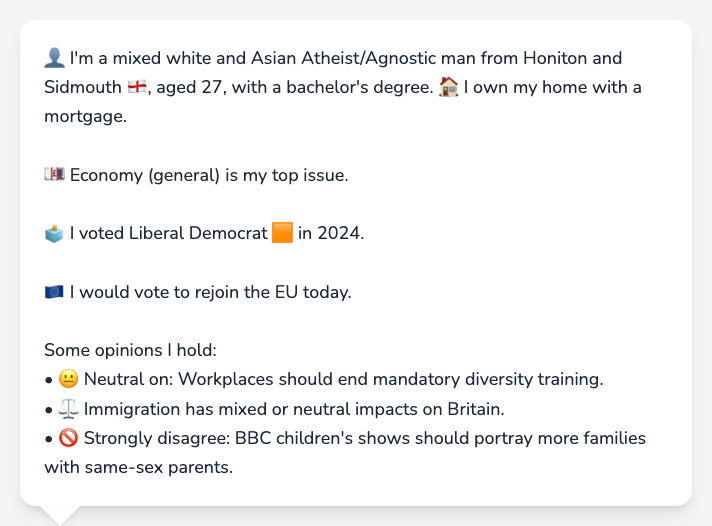 👤 I'm a mixed white and Asian Atheist/Agnostic man from Honiton and
Sidmouth 🏴󠁧󠁢󠁥󠁮󠁧󠁿, aged 27, with a bachelor's degree. 🏠 I own my home with a
mortgage.
💷 Economy (general) is my top issue.
🗳️ I voted Liberal Democrat 🟧 in 2024.
🇪🇺 I would vote to rejoin the EU today.
Some opinions I hold:
• 😐 Neutral on: Workplaces should end mandatory diversity training.
• ⚖️ Immigration has mixed or neutral impacts on Britain.
• 🚫 Strongly disagree: BBC children's shows should portray more families
with same-sex parents.